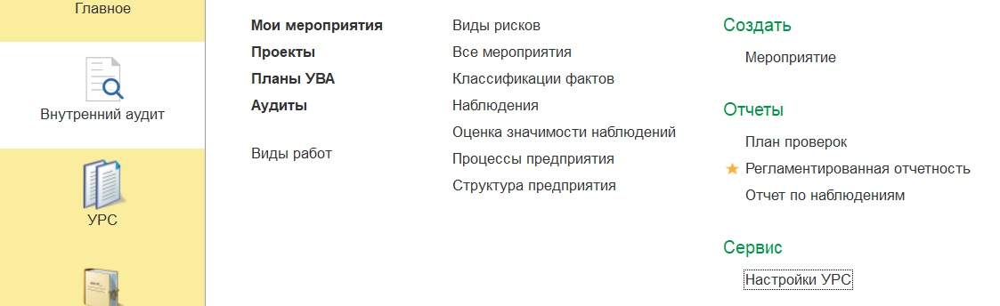 Главное
Внутренний аудит
УРС
Мои мероприятия
Проекты
Планы УВА
Аудиты
Виды работ
Виды рисков
Все мероприятия
Классификации фактов
Наблюдения
Оценка значимости наблюдений
Процессы предприятия
Структура предприятия
Создать
Мероприятие
Отчеты
План проверок
Регламентированная отчетность
Отчет по наблюдениям
Сервис
Настройки УРС